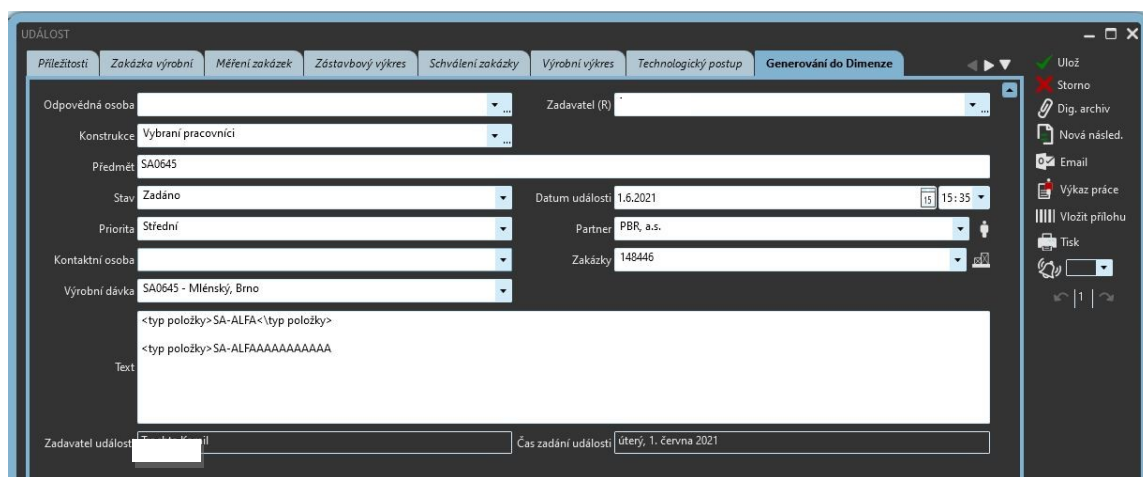 UDÁLOST
Příležitosti Zakázka výrobní Měření zakázek Zástavbový výkres Schválení zakázky Výrobní výkres Technologický postup Generování do Dimenze
Odpovědná osoba ... Zadavatel (R) ...
Konstrukce Vybraní pracovníci ...
Předmět SA0645
Stav Zadáno Datum události 1.6.2021 15 15:35
Priorita Střední Partner PBR, a.s.
Kontaktní osoba Zakázky 148446
Výrobní dávka SA0645 - Mlénský, Brno
Text
<typ položky>SA-ALFA<\typ položky>
<typ položky>SA-ALFAAAAAAAAAAA
Zadavatel událost Čas zadání události úterý, 1. června 2021
Ulož
Storno
Dig. archiv
Nová násled.
Email
Výkaz práce
Vložit přílohu
Tisk
1